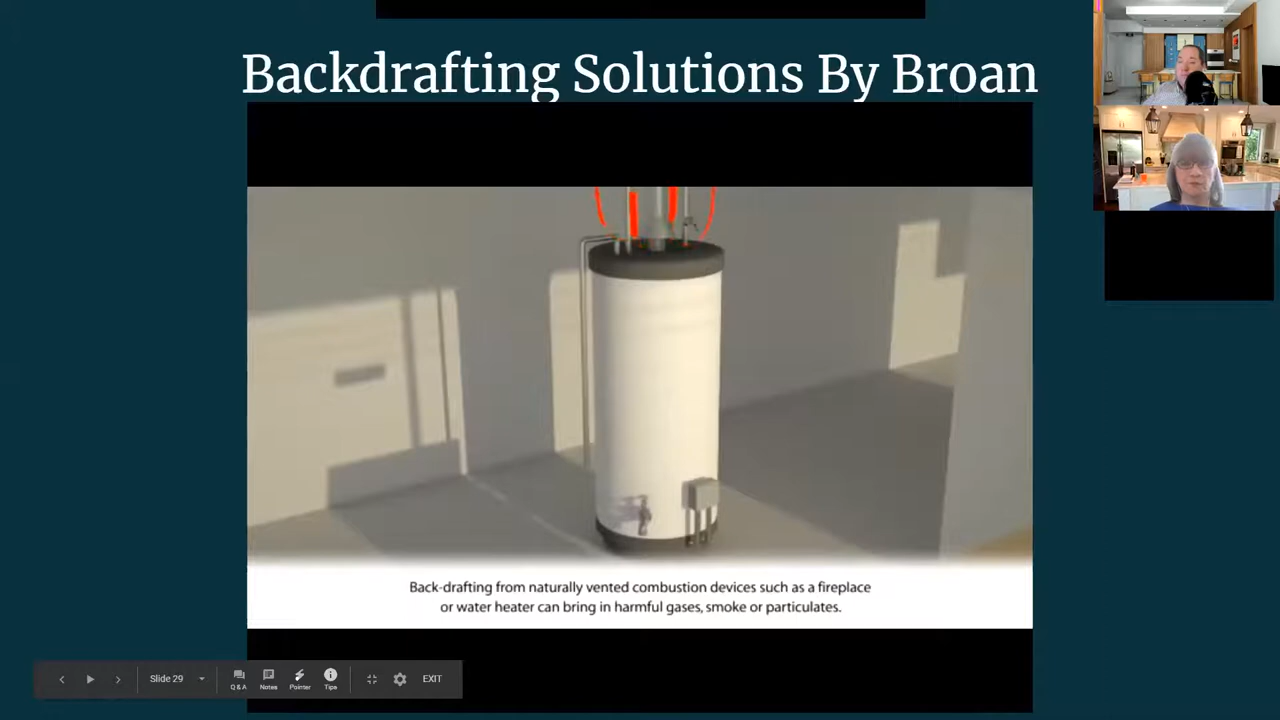 Backdrafting Solutions By Broan
Back-drafting from naturally vented combustion devices such as a fireplace
or water heater can bring in harmful gases, smoke or particulates.
Slide 29
Q & A
Notes
Pointer
Tips
EXIT